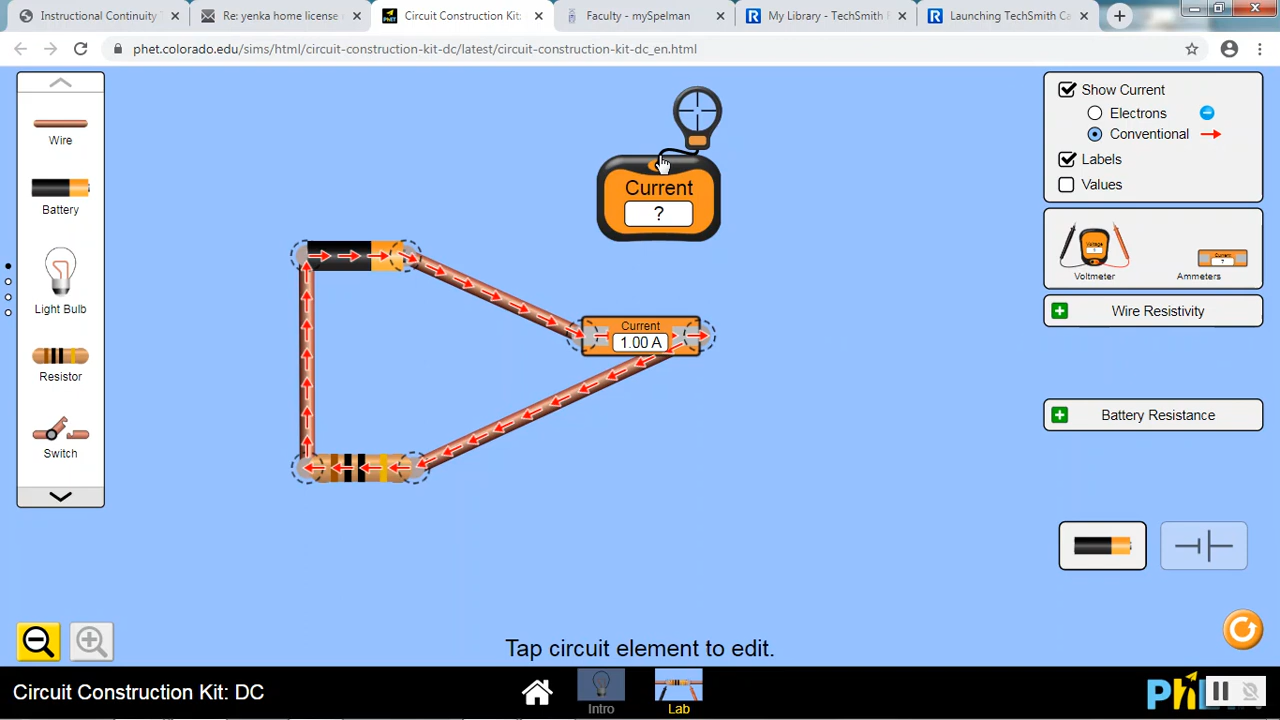 Instructional Continuity T
Re: yenka home license
Circuit Construction Kit:
Faculty - mySpelman
My Library - TechSmith R
Launching TechSmith Ca
phet.colorado.edu/sims/html/circuit-construction-kit-dc/latest/circuit-construction-kit-dc_en.html
Wire
Battery
Light Bulb
Resistor
Switch
Current
?
Current
1.00 A
Show Current
Electrons
Conventional
Labels
Values
Voltmeter
Ammeters
Wire Resistivity
Battery Resistance
Tap circuit element to edit.
Circuit Construction Kit: DC
Intro
Lab
PhET